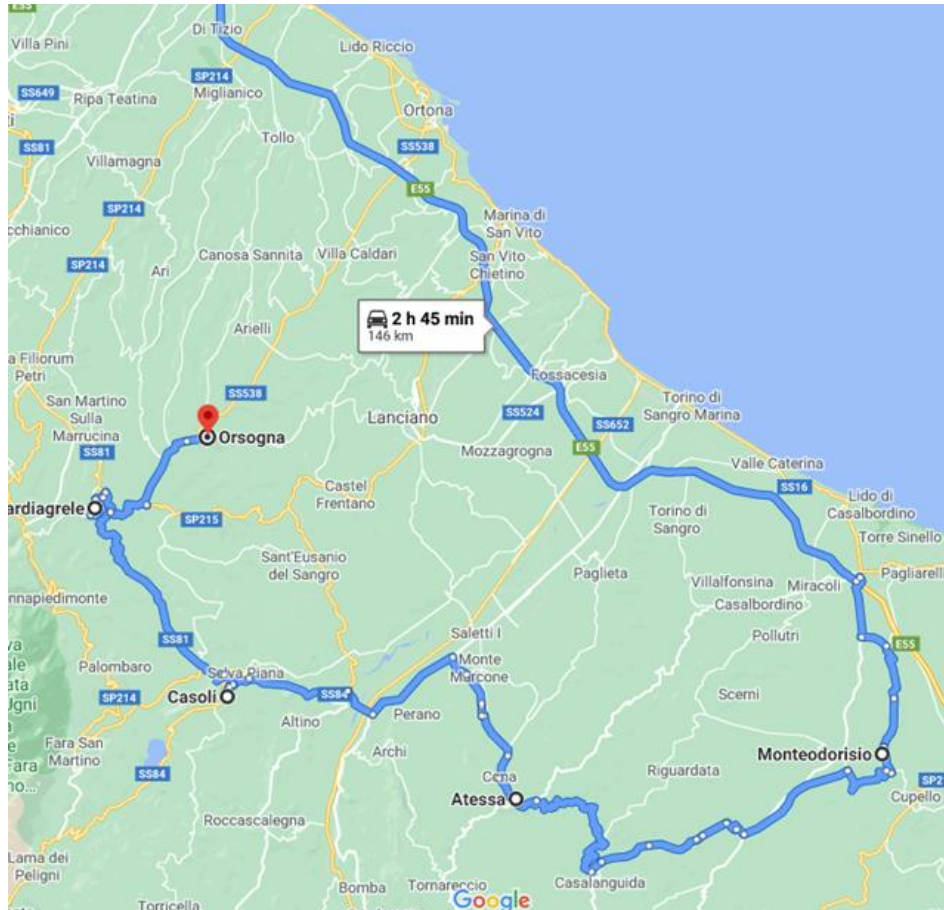 Di Tizio
Villa Pini
Lido Riccio
SP214
SS649
Ripa Teatina
Miglianico
Ortona
Tollo
SS81
SS538
Villamagna
E55
SP214
Marina di
San Vito
cchianico
Canosa Sannita
Villa Caldari
San Vito
Chietino
SP214
Ari
2 h 45 min
146 km
Arielli
a Filiorum
Petri
Fossacesia
SS538
San Martino
Sulla
Marrucina
Lanciano
SS524
Torino di
Sangro Marina
SS652
Orsogna
SS81
Mozzagrogna
E55
Valle Caterina
Castel
Frentano
SS16
ardiagrele
SP215
Lido di
Casalbordino
Torino di
Sangro
Torre Sinello
Sant'Eusanio
del Sangro
Paglieta
Villalfonsina
Miracoli
Pagliarell
nnapiedimonte
Casalbordino
SS81
Saletti I
Pollutri
E55
Palombaro
Selva Piana
Monte
Marcone
SP214
Casoli
SS84
Scerni
Altino
Perano
Fara San
Martino
Archi
Monteodorisio
SS84
Riguardata
SP2
Atessa
Cupello
Roccascalegna
Lama dei
Peligni
Bomba
Tornareccio
Casalanguida
Google
Torricella